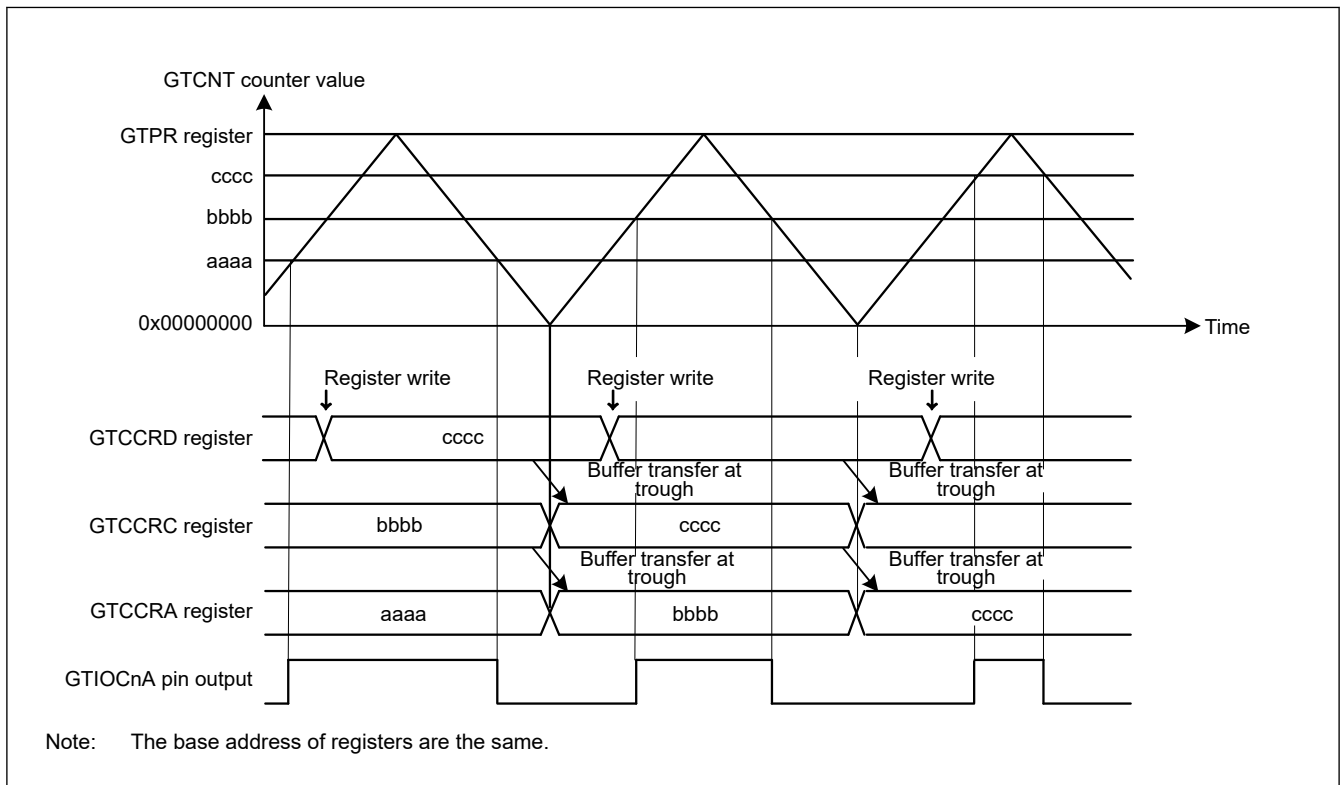 GTCNT counter value
GTPR register
cccc
bbbb
aaaa
0x00000000
Time
Register write
Register write
Register write
GTCCRD register
cccc
Buffer transfer at
trough
Buffer transfer at
trough
GTCCRC register
bbbb
cccc
Buffer transfer at
trough
Buffer transfer at
trough
GTCCRA register
aaaa
bbbb
cccc
GTIOCnA pin output
Note: The base address of registers are the same.